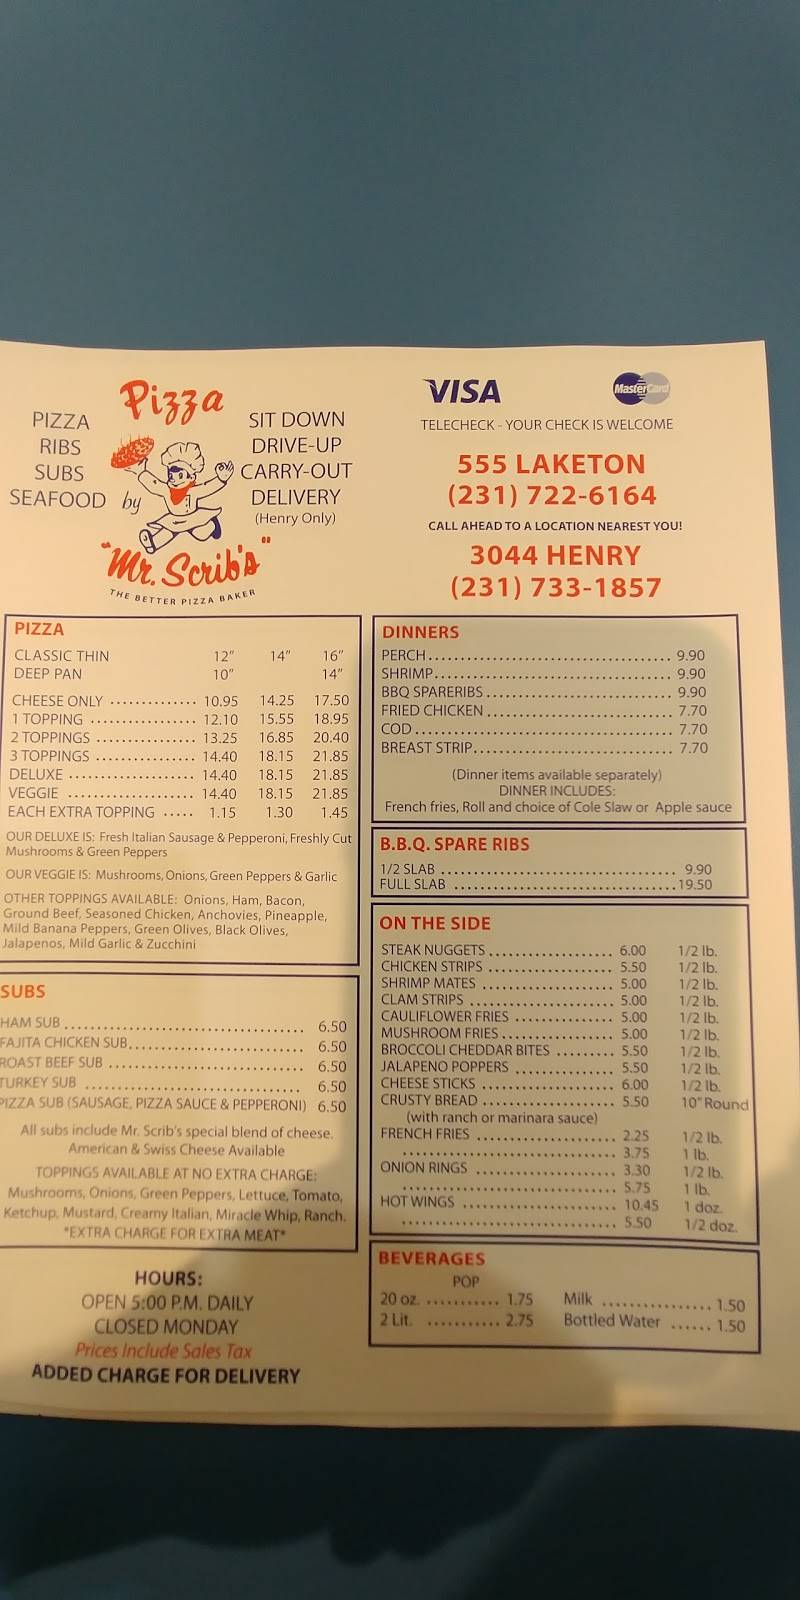 PIZZA
RIBS
SUBS
SEAFOOD
Pizza
by
"Mr. Scrib's"
THE BETTER PIZZA BAKER
SIT DOWN
DRIVE-UP
CARRY-OUT
DELIVERY
(Henry Only)
VISA
MasterCard
TELECHECK - YOUR CHECK IS WELCOME
555 LAKETON
(231) 722-6164
CALL AHEAD TO A LOCATION NEAREST YOU!
3044 HENRY
(231) 733-1857
PIZZA
CLASSIC THIN 12" 14" 16"
DEEP PAN 10" 14"
CHEESE ONLY ................ 10.95 14.25 17.50
1 TOPPING ................ 12.10 15.55 18.95
2 TOPPINGS ................ 13.25 16.85 20.40
3 TOPPINGS ................ 14.40 18.15 21.85
DELUXE ................ 14.40 18.15 21.85
VEGGIE ................ 14.40 18.15 21.85
EACH EXTRA TOPPING ..... 1.15 1.30 1.45
OUR DELUXE IS: Fresh Italian Sausage & Pepperoni, Freshly Cut
Mushrooms & Green Peppers
OUR VEGGIE IS: Mushrooms, Onions, Green Peppers & Garlic
OTHER TOPPINGS AVAILABLE: Onions, Ham, Bacon,
Ground Beef, Seasoned Chicken, Anchovies, Pineapple,
Mild Banana Peppers, Green Olives, Black Olives,
Jalapenos, Mild Garlic & Zucchini
SUBS
HAM SUB ................ 6.50
FAJITA CHICKEN SUB ................ 6.50
ROAST BEEF SUB ................ 6.50
TURKEY SUB ................ 6.50
PIZZA SUB (SAUSAGE, PIZZA SAUCE & PEPPERONI) 6.50
All subs include Mr. Scrib's special blend of cheese.
American & Swiss Cheese Available
TOPPINGS AVAILABLE AT NO EXTRA CHARGE:
Mushrooms, Onions, Green Peppers, Lettuce, Tomato,
Ketchup, Mustard, Creamy Italian, Miracle Whip, Ranch.
*EXTRA CHARGE FOR EXTRA MEAT*
HOURS:
OPEN 5:00 P.M. DAILY
CLOSED MONDAY
Prices Include Sales Tax
ADDED CHARGE FOR DELIVERY
DINNERS
PERCH ................ 9.90
SHRIMP ................ 9.90
BBQ SPARERIBS ................ 9.90
FRIED CHICKEN ................ 7.70
COD ................ 7.70
BREAST STRIP ................ 7.70
(Dinner items available separately)
DINNER INCLUDES:
French fries, Roll and choice of Cole Slaw or Apple sauce
B.B.Q. SPARE RIBS
1/2 SLAB ................ 9.90
FULL SLAB ................ 19.50
ON THE SIDE
STEAK NUGGETS ................ 6.00 1/2 lb.
CHICKEN STRIPS ................ 5.50 1/2 lb.
SHRIMP MATES ................ 5.00 1/2 lb.
CLAM STRIPS ................ 5.00 1/2 lb.
CAULIFLOWER FRIES ................ 5.00 1/2 lb.
MUSHROOM FRIES ................ 5.00 1/2 lb.
BROCCOLI CHEDDAR BITES ......... 5.50 1/2 lb.
JALAPENO POPPERS ................ 5.50 1/2 lb.
CHEESE STICKS ................ 6.00 1/2 lb.
CRUSTY BREAD ................ 5.50 10" Round
(with ranch or marinara sauce)
FRENCH FRIES ................ 2.25 1/2 lb.
................ 3.75 1 lb.
ONION RINGS ................ 3.30 1/2 lb.
................ 5.75 1 lb.
HOT WINGS ................ 10.45 1 doz.
................ 5.50 1/2 doz.
BEVERAGES
POP
20 oz. ........... 1.75 Milk ................ 1.50
2 Lit. ........... 2.75 Bottled Water ...... 1.50